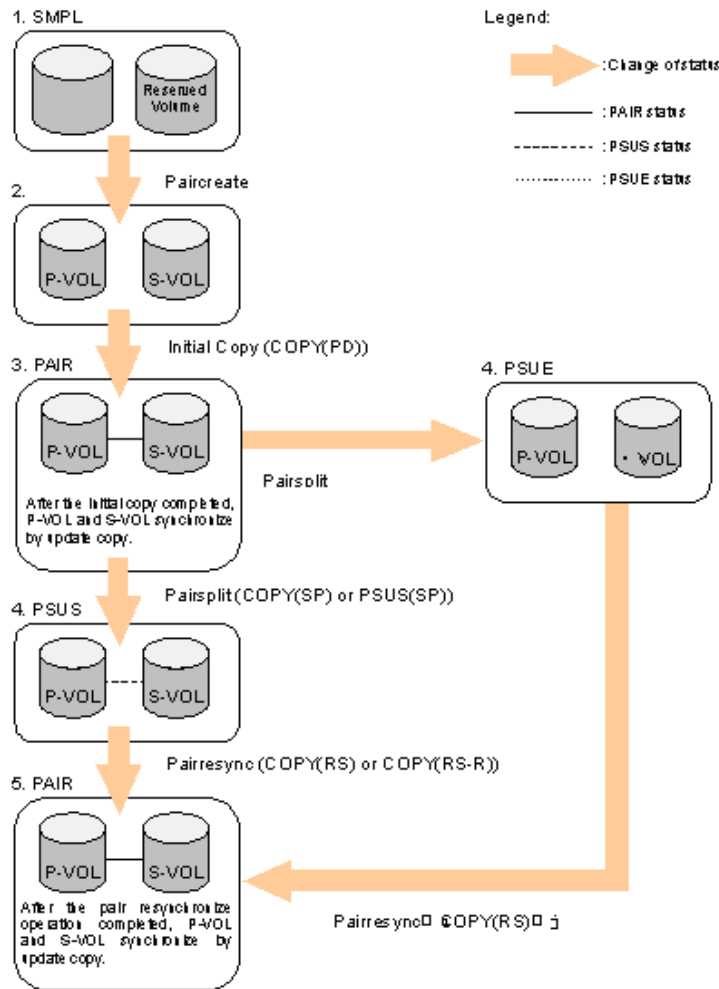 1. SMPL
Reserved
Volume
Legend:
: Change of status
: PAIR status
: PSUS status
: PSUE status
Paircreate
2.
P-VOL
S-VOL
Initial Copy (COPY(PD))
3. PAIR
P-VOL
S-VOL
After the initial copy completed,
P-VOL and S-VOL synchronize
by update copy.
Pairsplit
4. PSUE
P-VOL
VOL
Pairsplit (COPY(SP) or PSUS(SP))
4. PSUS
P-VOL
S-VOL
Pairresync (COPY(RS) or COPY(RS-R))
5. PAIR
P-VOL
S-VOL
After the pair resynchronize
operation completed, P-VOL
and S-VOL synchronize by
update copy.
Pairresync COPY(RS)